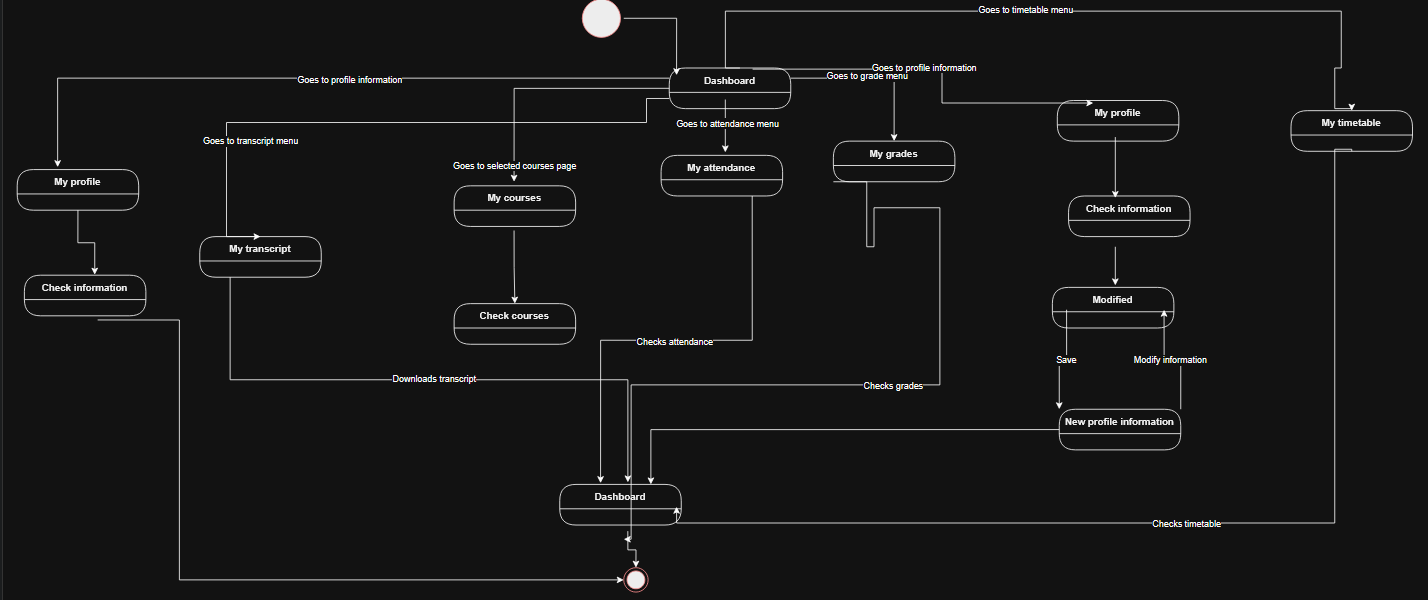 Goes to timetable menu
Goes to profile information
Dashboard
Goes to profile information
Goes to grade menu
My profile
Goes to attendance menu
My timetable
Goes to transcript menu
My grades
Goes to selected courses page
My attendance
My profile
My courses
Check information
My transcript
Check information
Modified
Check courses
Checks attendance
Save
Modify information
Downloads transcript
Checks grades
New profile information
Dashboard
Checks timetable